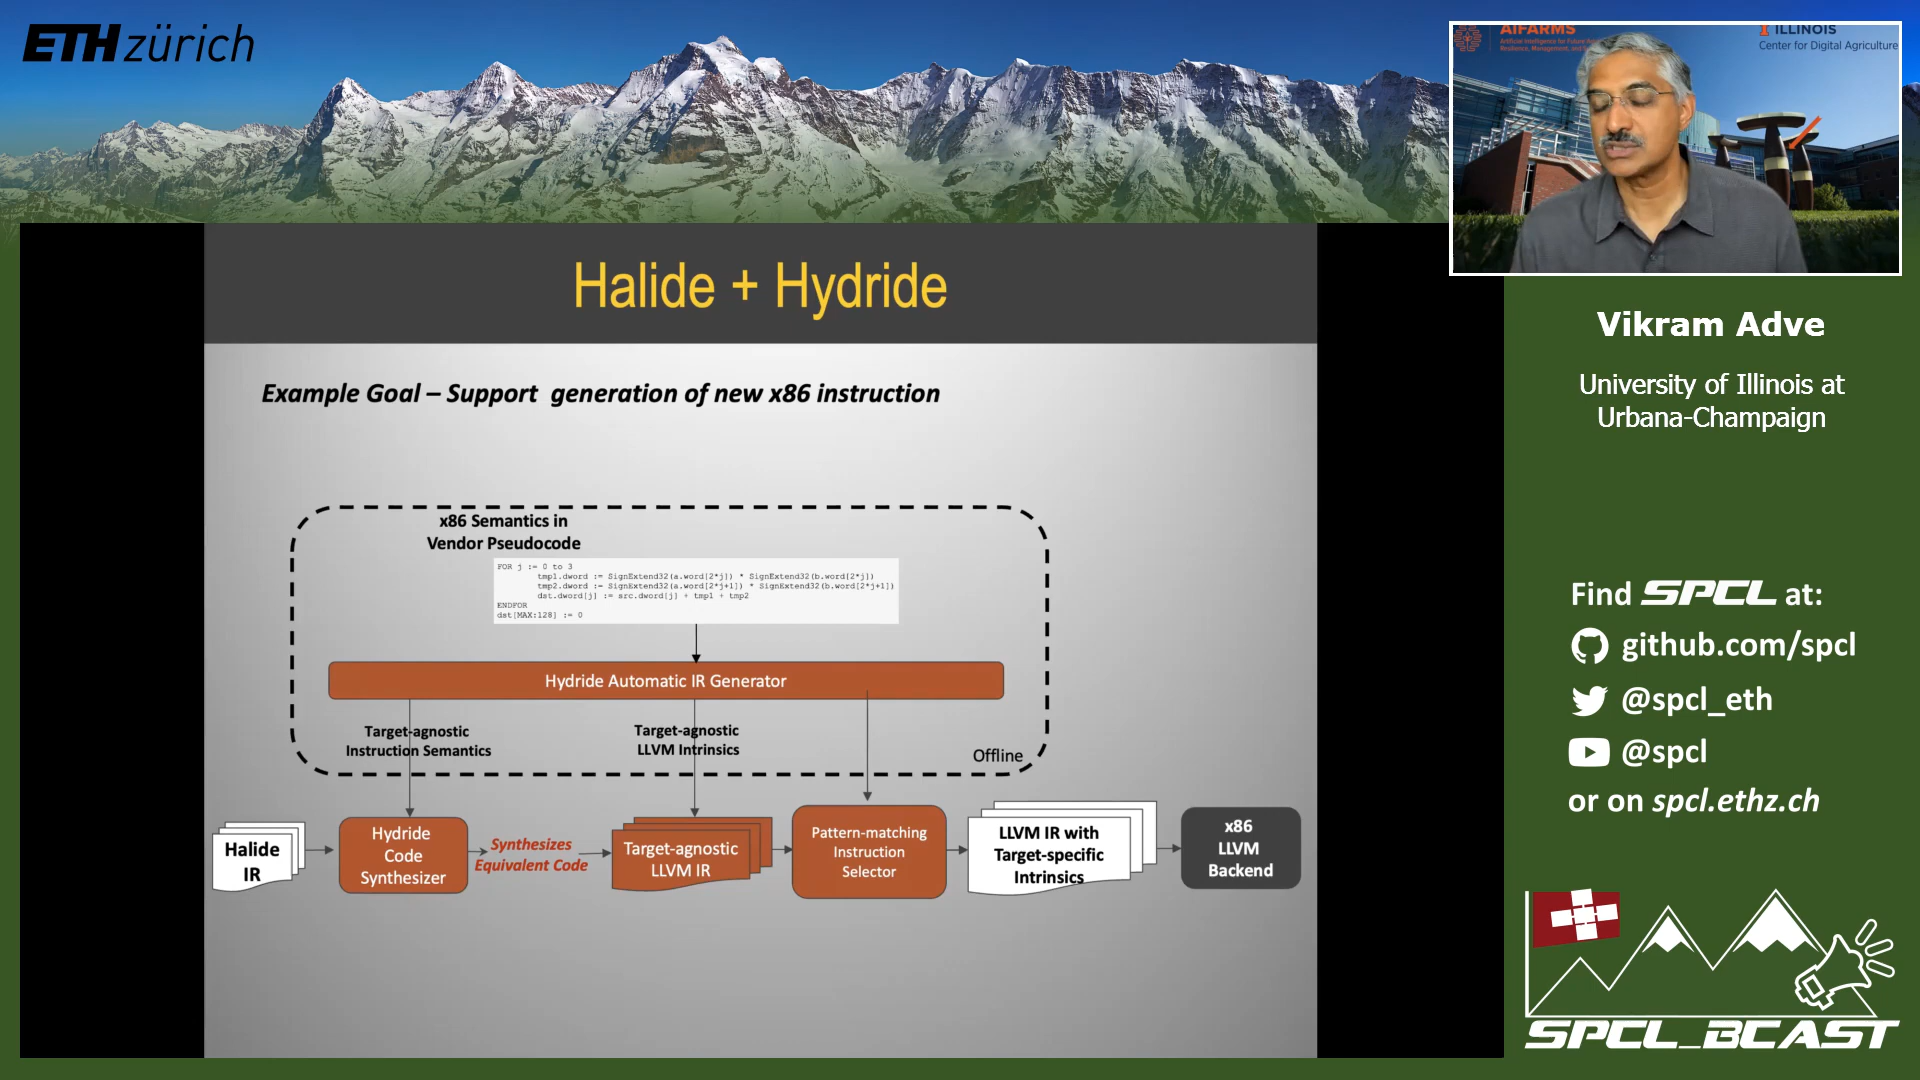 ETH zürich
AIFARMS
ILLINOIS
Center for Digital Agriculture
Halide + Hydride
Example Goal – Support generation of new x86 instruction
x86 Semantics in
Vendor Pseudocode
FOR j := 0 to 3
tmp1.dword := SignExtend32(a.word[2*j]) * SignExtend32(b.word[2*j])
tmp2.dword := SignExtend32(a.word[2*j+1]) * SignExtend32(b.word[2*j+1])
dst.dword[j] := src.dword[j] + tmp1 + tmp2
ENDFOR
dst[MAX:128] := 0
Hydride Automatic IR Generator
Target-agnostic
Instruction Semantics
Target-agnostic
LLVM Intrinsics
Offline
Halide
IR
Hydride
Code
Synthesizer
Synthesizes
Equivalent Code
Target-agnostic
LLVM IR
Pattern-matching
Instruction
Selector
LLVM IR with
Target-specific
Intrinsics
x86
LLVM
Backend
Vikram Adve
University of Illinois at
Urbana-Champaign
Find SPCL at:
github.com/spcl
@spcl_eth
@spcl
or on spcl.ethz.ch
SPCL_BCAST